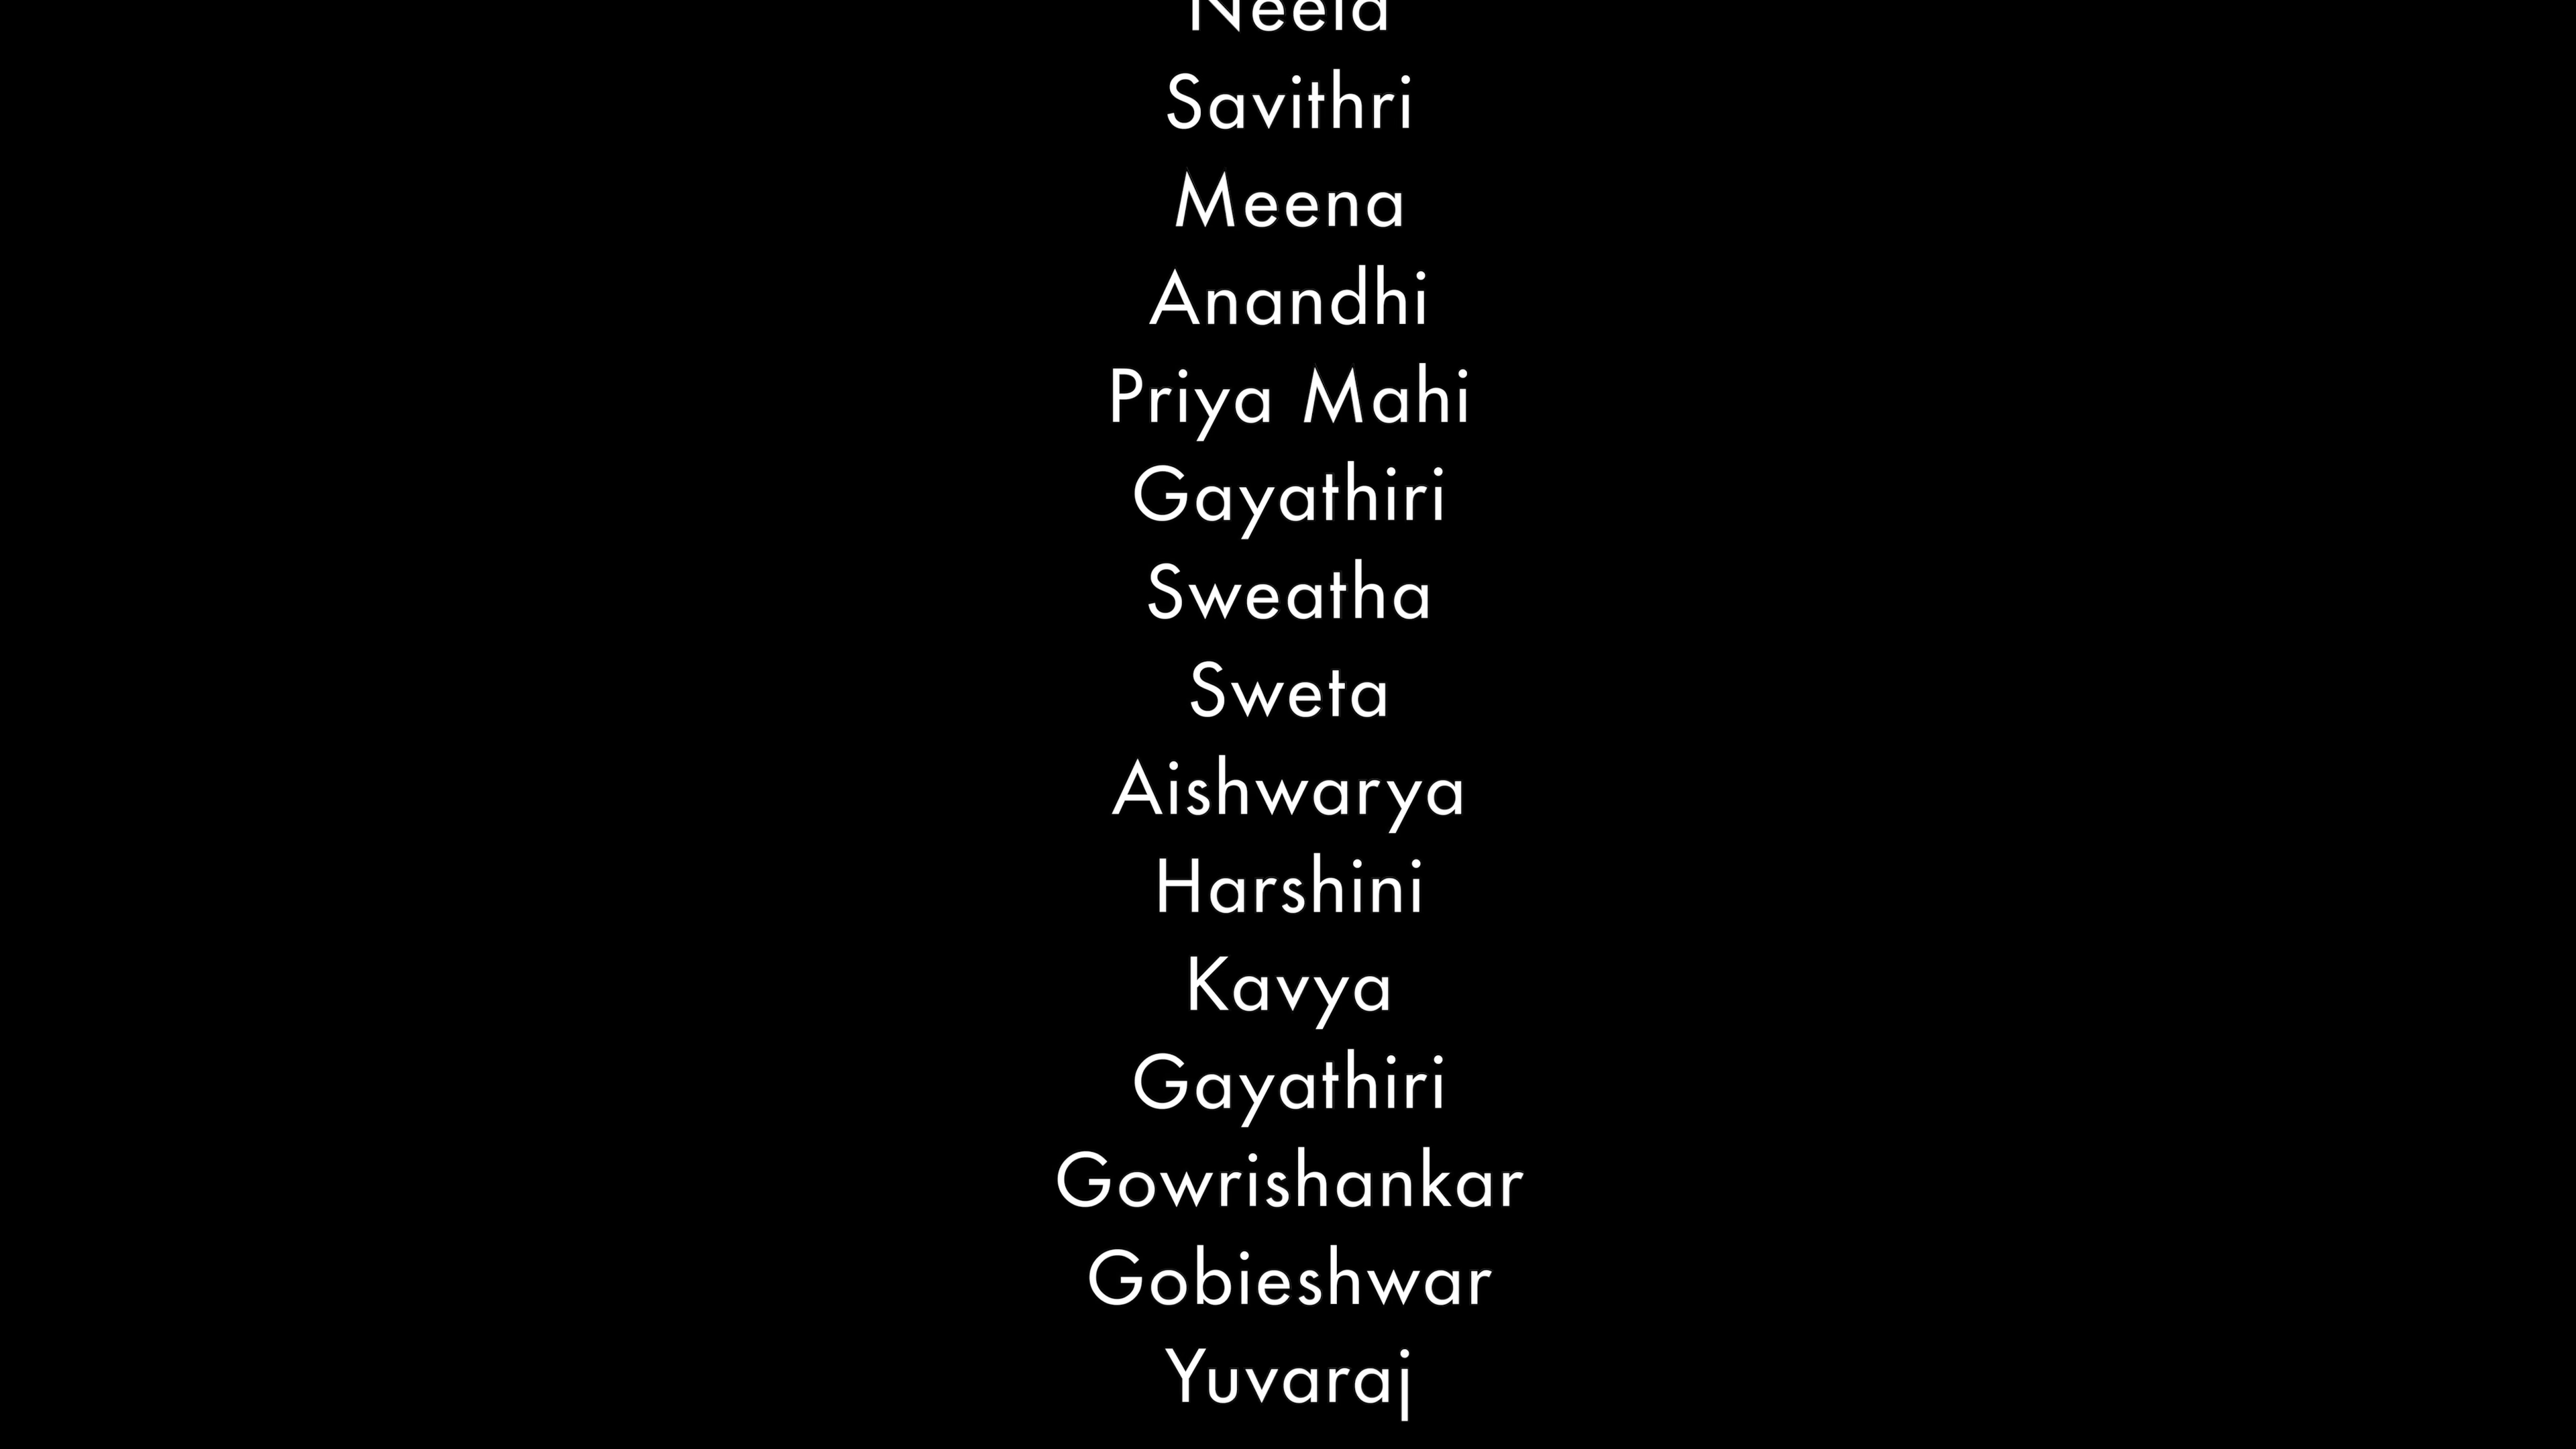 Savithri
Meena
Anandhi
Priya Mahi
Gayathiri
Sweatha
Sweta
Aishwarya
Harshini
Kavya
Gayathiri
Gowrishankar
Gobieshwar
Yuvaraj